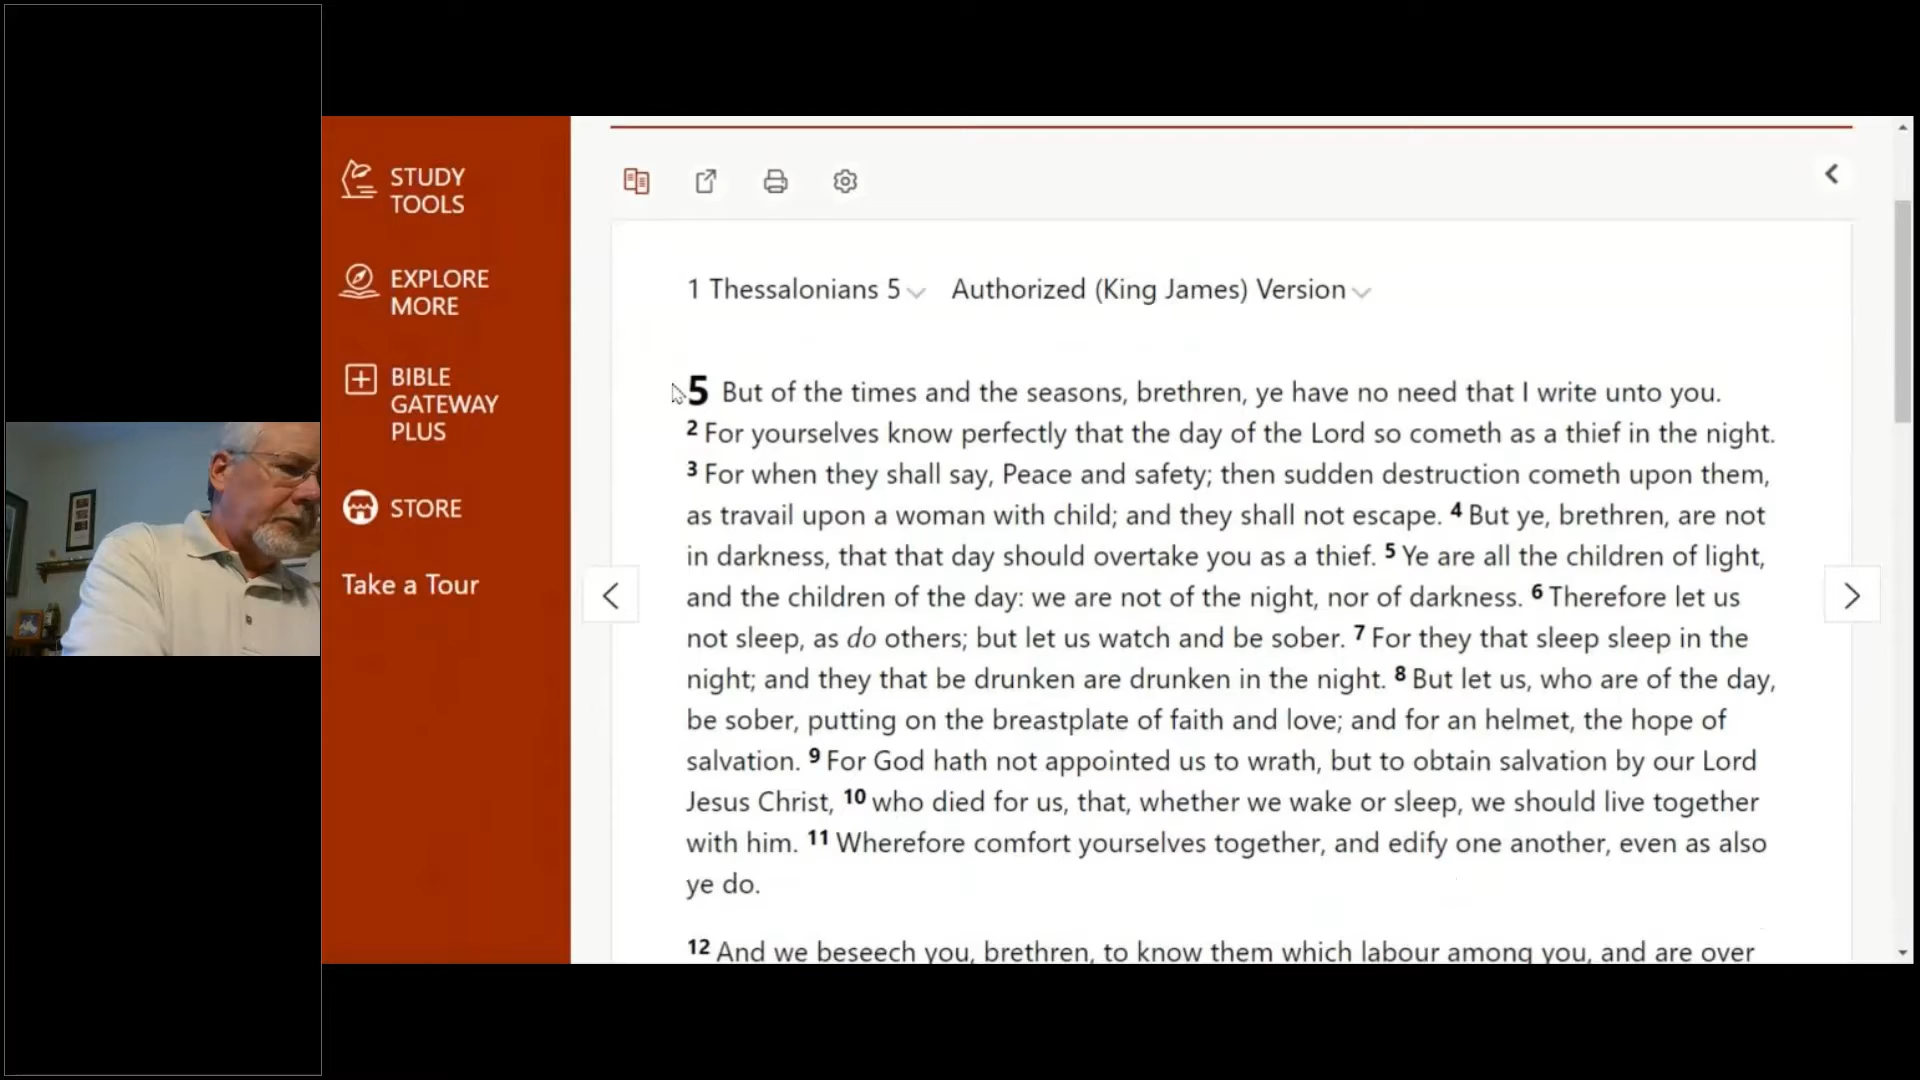 STUDY
TOOLS
EXPLORE
MORE
BIBLE
GATEWAY
PLUS
STORE
Take a Tour
1 Thessalonians 5 Authorized (King James) Version
5 But of the times and the seasons, brethren, ye have no need that I write unto you.
2 For yourselves know perfectly that the day of the Lord so cometh as a thief in the night.
3 For when they shall say, Peace and safety; then sudden destruction cometh upon them,
as travail upon a woman with child; and they shall not escape. 4 But ye, brethren, are not
in darkness, that that day should overtake you as a thief. 5 Ye are all the children of light,
and the children of the day: we are not of the night, nor of darkness. 6 Therefore let us
not sleep, as do others; but let us watch and be sober. 7 For they that sleep sleep in the
night; and they that be drunken are drunken in the night. 8 But let us, who are of the day,
be sober, putting on the breastplate of faith and love; and for an helmet, the hope of
salvation. 9 For God hath not appointed us to wrath, but to obtain salvation by our Lord
Jesus Christ, 10 who died for us, that, whether we wake or sleep, we should live together
with him. 11 Wherefore comfort yourselves together, and edify one another, even as also
ye do.
12 And we beseech you, brethren, to know them which labour among you, and are over